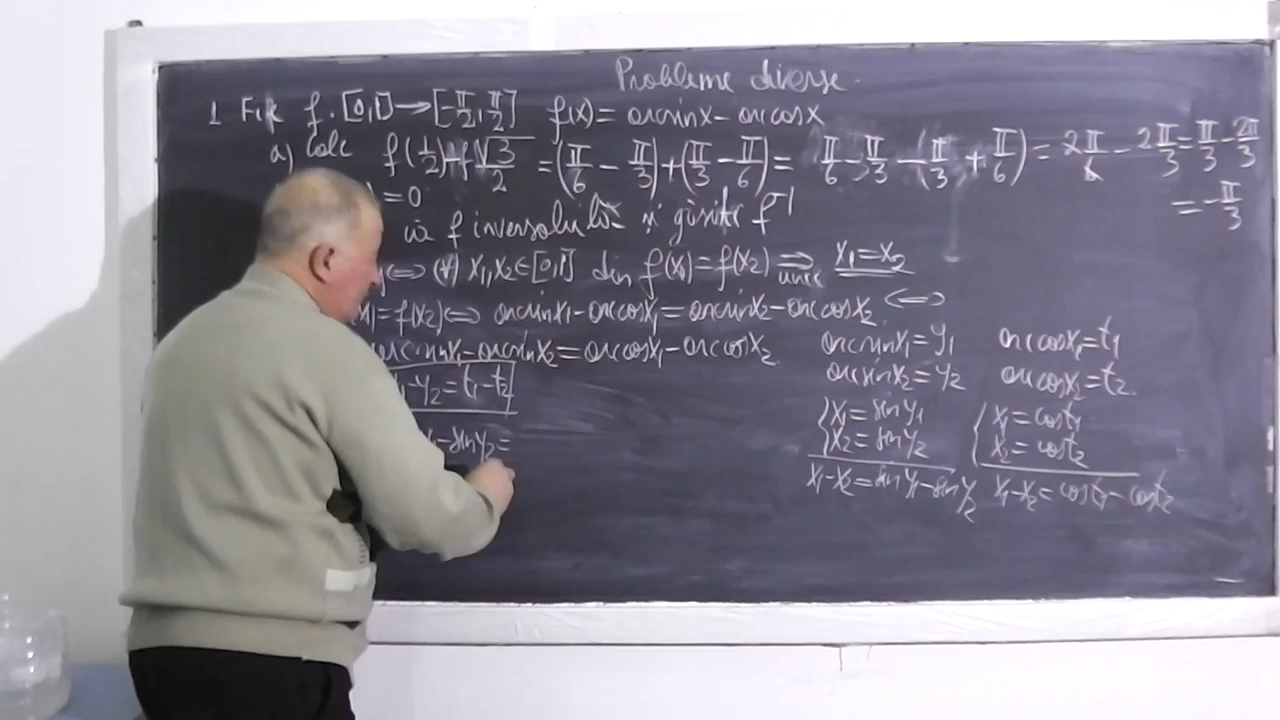 Probleme diverse
1 Fie f: [0,1]→[-π/2, π/2] f(x) = arcsin x - arccos x
a) Calc f(1/2)+f√3/2 = (π/6 - π/3)+(π/3 - π/6) = π/6 - π/3 - (π/3 + π/6) = 2π/6 - 2π/3 = π/3 - 2π/3
= -π/3
=0
că f inversabilă și găsiți f⁻¹
⇔ (∀) x₁,x₂∈[0,1] din f(x₁)=f(x₂) ⇒ x₁=x₂
=f(x₂) ⇔ arcsin x₁ - arccos x₁ = arcsin x₂ - arccos x₂ ⇔
arcsin x₁ - arcsin x₂ = arccos x₁ - arccos x₂
-y₂ = t₁-t₂
- sin y₂ =
arcsin x₁ = y₁ arccos x₁ = t₁
arcsin x₂ = y₂ arccos x₂ = t₂
{x₁ = sin y₁ {x₁ = cos t₁
x₂ = sin y₂ x₂ = cos t₂
x₁-x₂ = sin y₁ - sin y₂ x₁-x₂ = cos t₁ - cos t₂